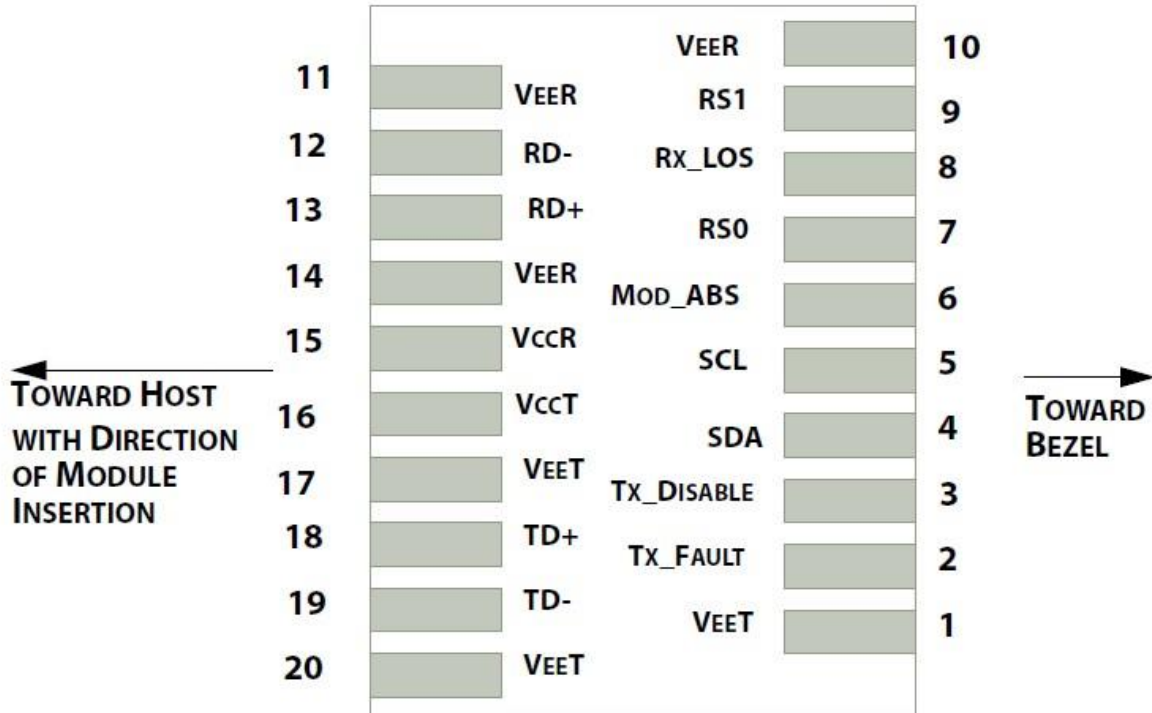 VEER 10
11 VEER
RS1 9
12 RD-
RX_LOS 8
13 RD+
RS0 7
14 VEER
MOD_ABS 6
15 VCCR
SCL 5
TOWARD HOST
WITH DIRECTION
OF MODULE
INSERTION
TOWARD
BEZEL
16 VCCT
SDA 4
17 VEET
TX_DISABLE 3
18 TD+
TX_FAULT 2
19 TD-
VEET 1
20 VEET